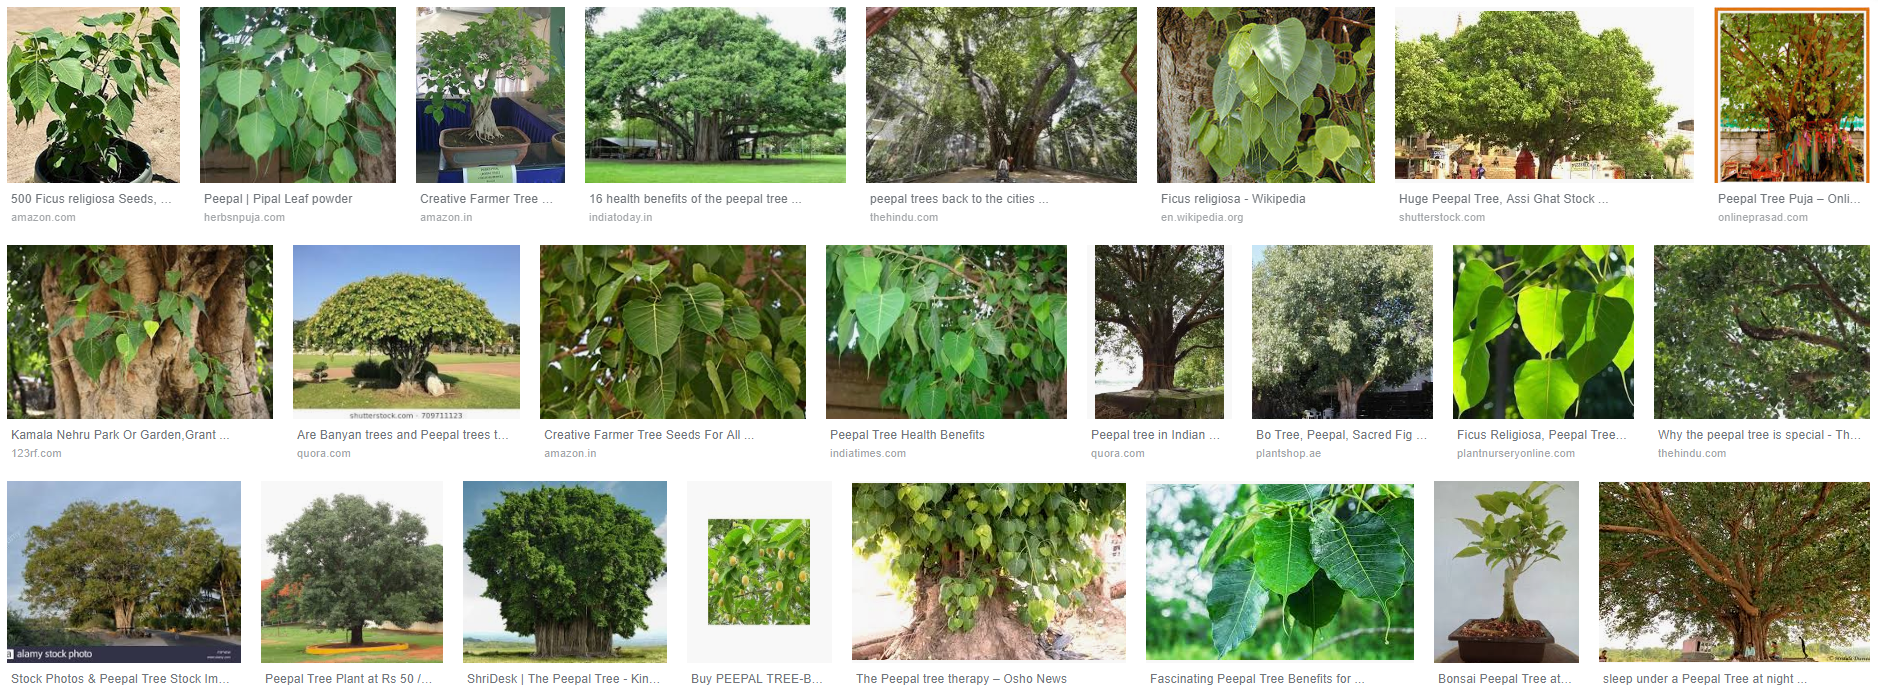 500 Ficus religiosa Seeds, ...
amazon.com
Peepal | Pipal Leaf powder
herbsnpuja.com
Creative Farmer Tree ...
amazon.in
16 health benefits of the peepal tree ...
indiatoday.in
peepal trees back to the cities ...
thehindu.com
Ficus religiosa - Wikipedia
en.wikipedia.org
Huge Peepal Tree, Assi Ghat Stock ...
shutterstock.com
Peepal Tree Puja – Onli...
onlineprasad.com
shutterstock.com · 709711123
Kamala Nehru Park Or Garden,Grant ...
123rf.com
Are Banyan trees and Peepal trees t...
quora.com
Creative Farmer Tree Seeds For All ...
amazon.in
Peepal Tree Health Benefits
indiatimes.com
Peepal tree in Indian ...
quora.com
Bo Tree, Peepal, Sacred Fig ...
plantshop.ae
Ficus Religiosa, Peepal Tree...
plantnurseryonline.com
Why the peepal tree is special - Th...
thehindu.com
a alamy stock photo
Stock Photos & Peepal Tree Stock Im...
Peepal Tree Plant at Rs 50 /...
ShriDesk | The Peepal Tree - Kin...
Buy PEEPAL TREE-B...
The Peepal tree therapy – Osho News
Fascinating Peepal Tree Benefits for ...
Bonsai Peepal Tree at...
sleep under a Peepal Tree at night ...